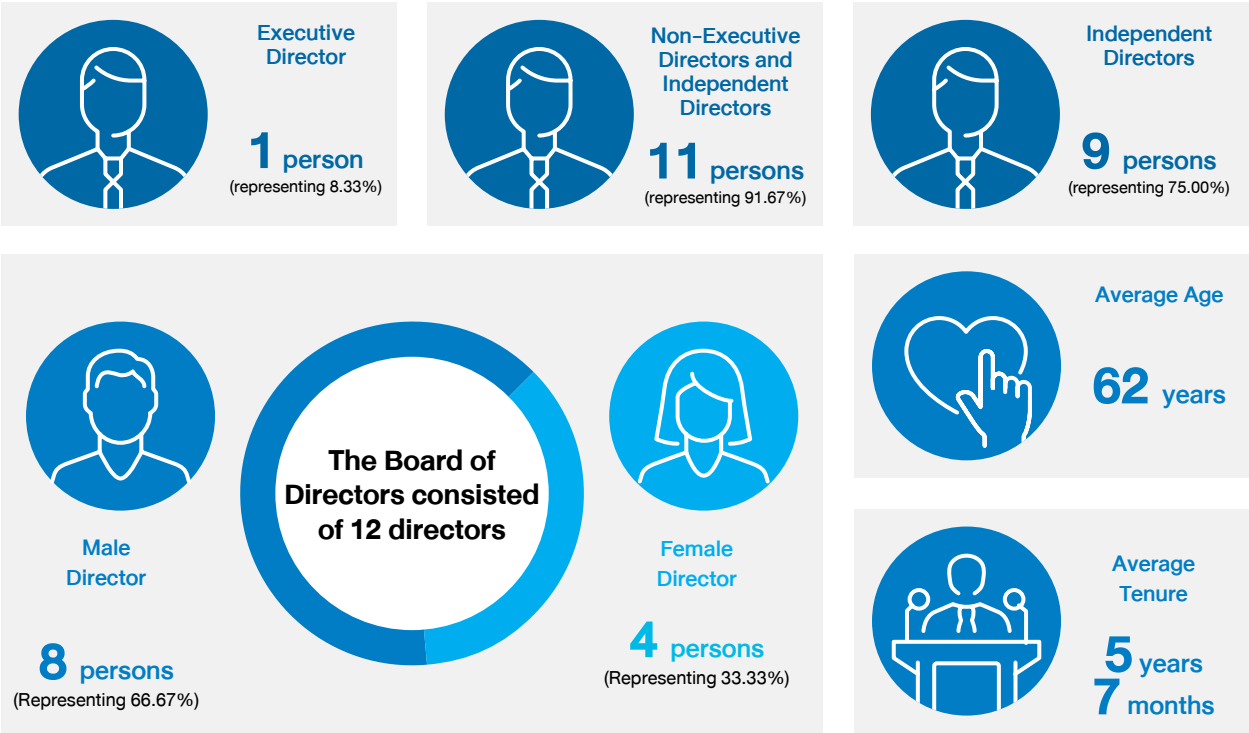 Executive
Director
1 person
(representing 8.33%)
Non-Executive
Directors and
Independent
Directors
11 persons
(representing 91.67%)
Independent
Directors
9 persons
(representing 75.00%)
Male
Director
8 persons
(Representing 66.67%)
The Board of
Directors consisted
of 12 directors
Female
Director
4 persons
(Representing 33.33%)
Average Age
62 years
Average
Tenure
5 years
7 months